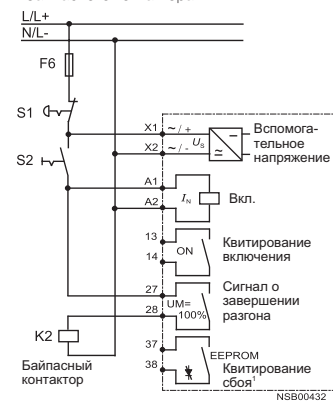 L/L+
N/L-
F6
S1
X1 ~/+
X2 ~/- Us
Вспомога-
тельное
напряжение
S2
A1
A2
IN
Вкл.
13
14
ON
Квитирование
включения
27
28
UM=
100%
Сигнал о
завершении
разгона
K2
Байпасный
контактор
37
38
EEPROM
Квитирование
сбоя¹
NSB00432